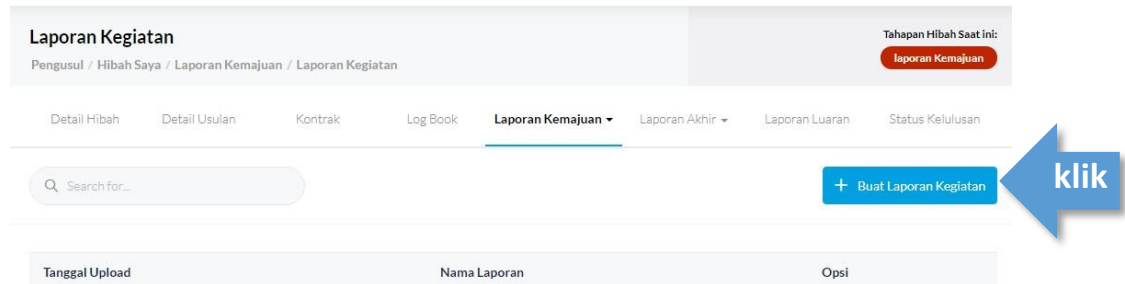 Laporan Kegiatan
Pengusul / Hibah Saya / Laporan Kemajuan / Laporan Kegiatan
Tahapan Hibah Saat ini:
laporan Kemajuan
Detail Hibah Detail Usulan Kontrak Log Book Laporan Kemajuan Laporan Akhir Laporan Luaran Status Kelulusan
Search for...
+ Buat Laporan Kegiatan
klik
Tanggal Upload Nama Laporan Opsi